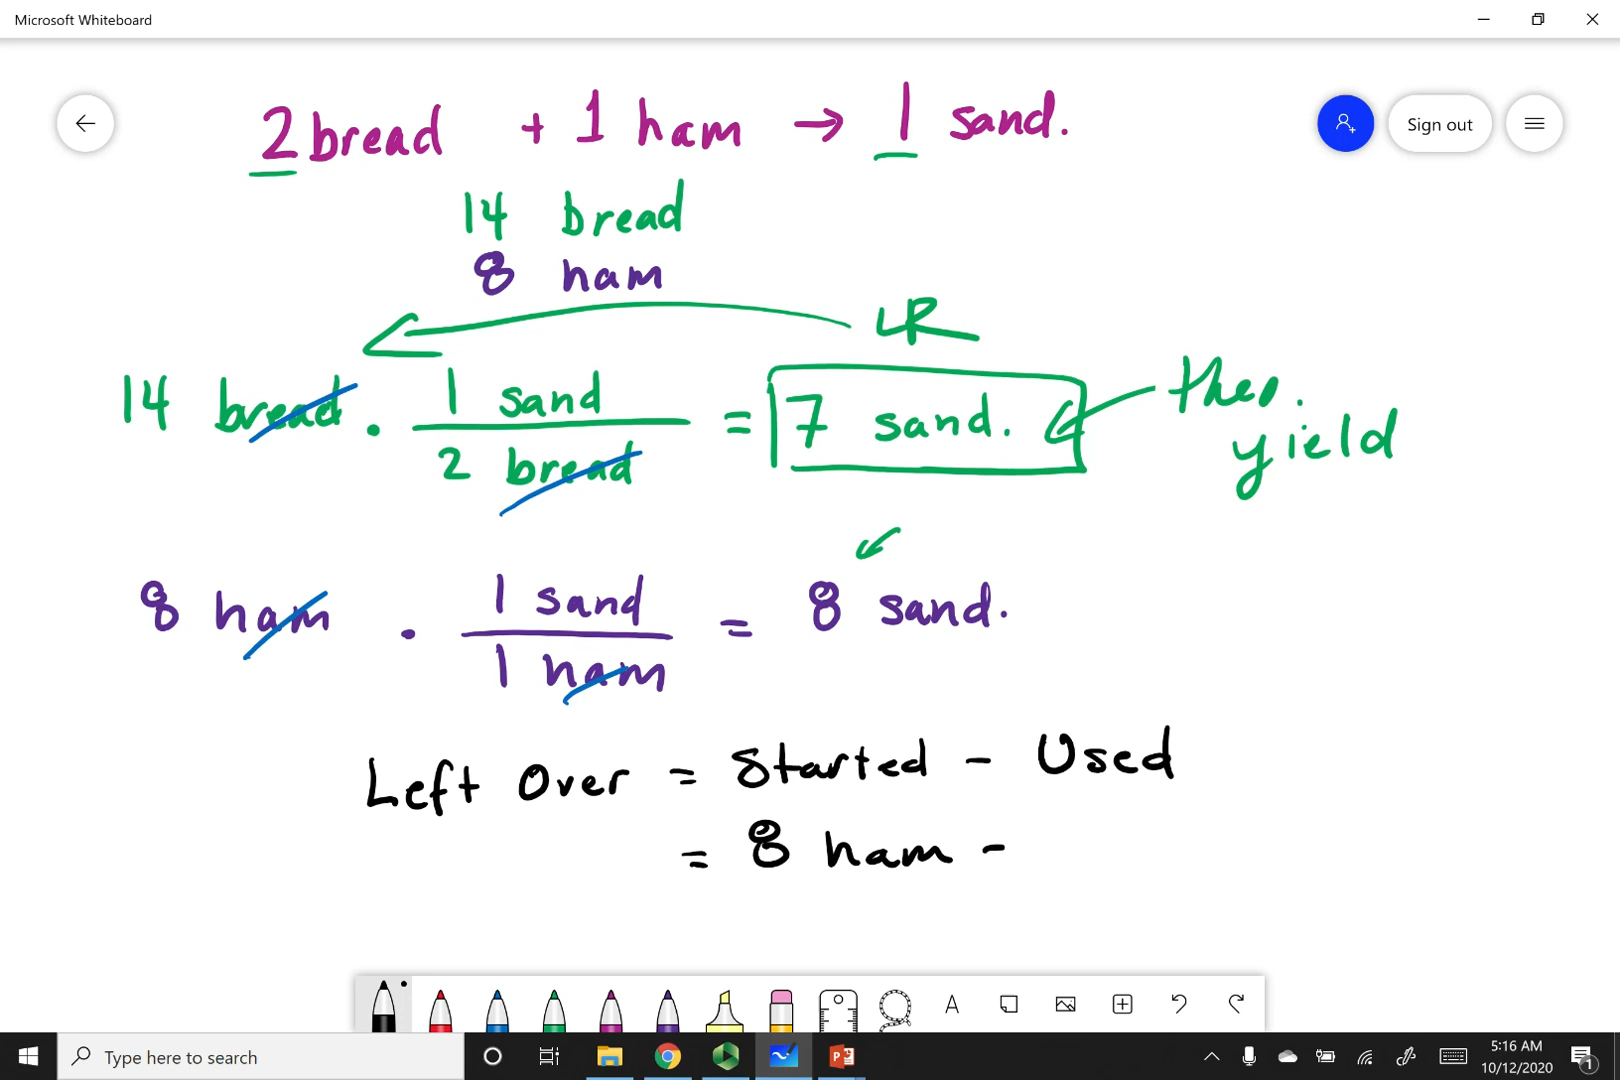 Microsoft Whiteboard
2 bread + 1 ham → 1 sand.
Sign out
14 bread
8 ham
LR
14 bread · 1 sand / 2 bread = 7 sand. ← theo. yield
8 ham · 1 sand / 1 ham = 8 sand.
Left Over = Started - Used
= 8 ham -
A
Type here to search
5:16 AM
10/12/2020
1